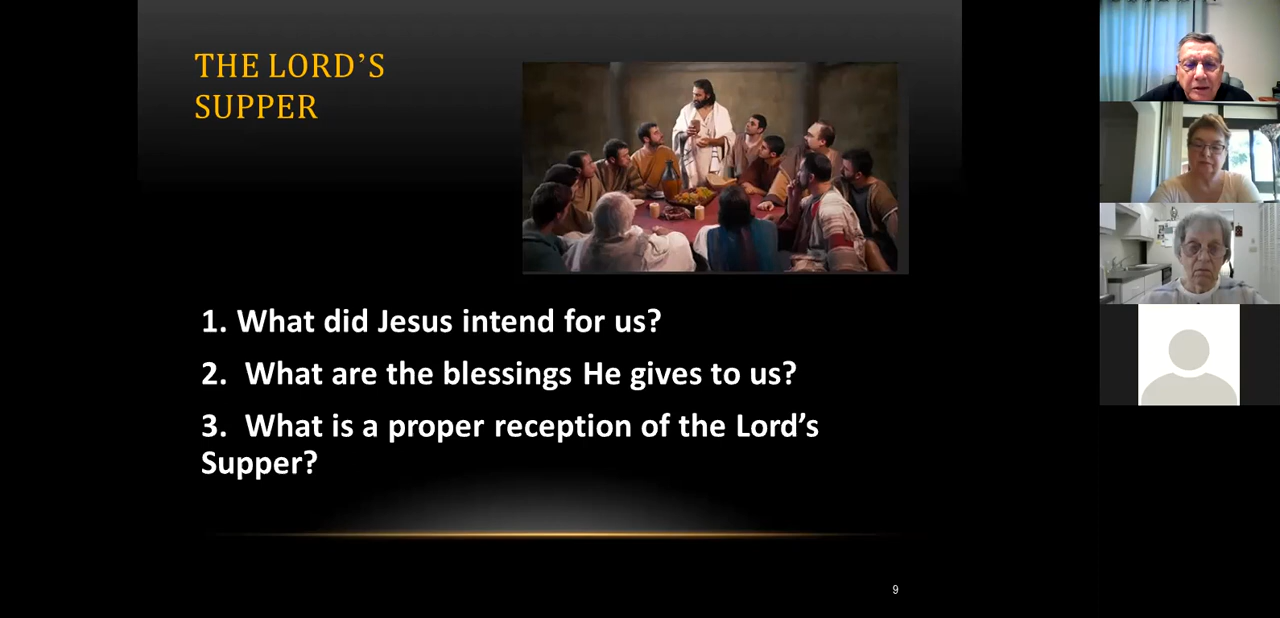 THE LORD’S
SUPPER
1. What did Jesus intend for us?
2. What are the blessings He gives to us?
3. What is a proper reception of the Lord’s
Supper?
9